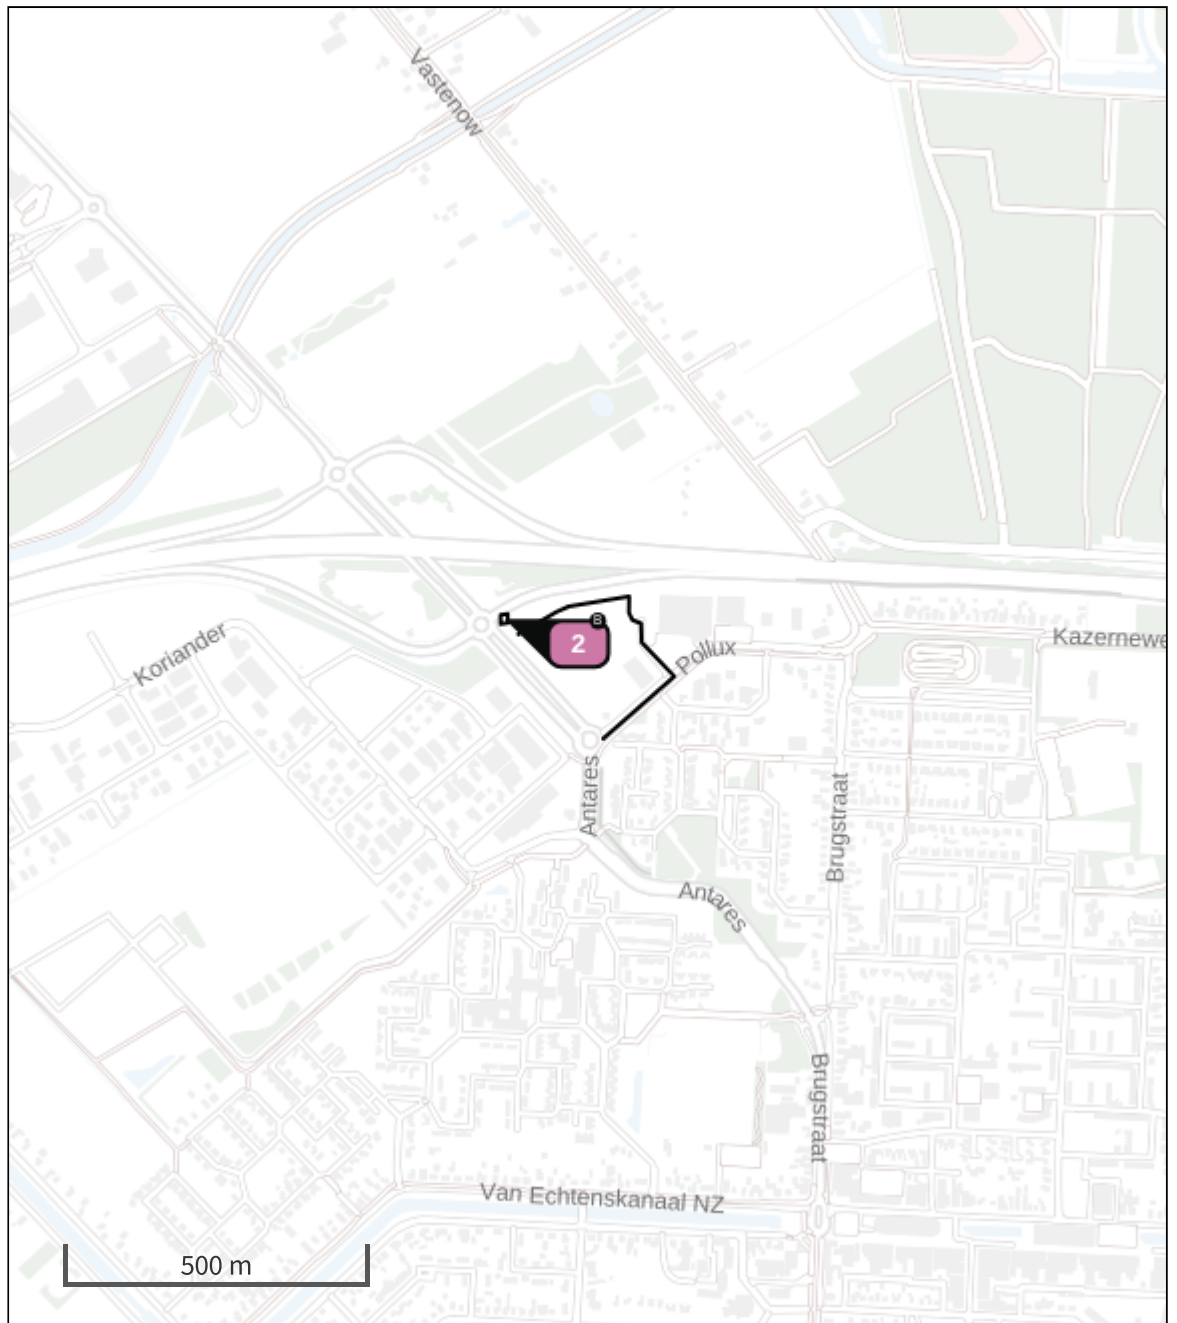 Vastenow
Koriander
B
2
Pollux
Kazernewe
Antares
Brugstraat
Antares
Brugstraat
Van Echtenskanaal NZ
500 m